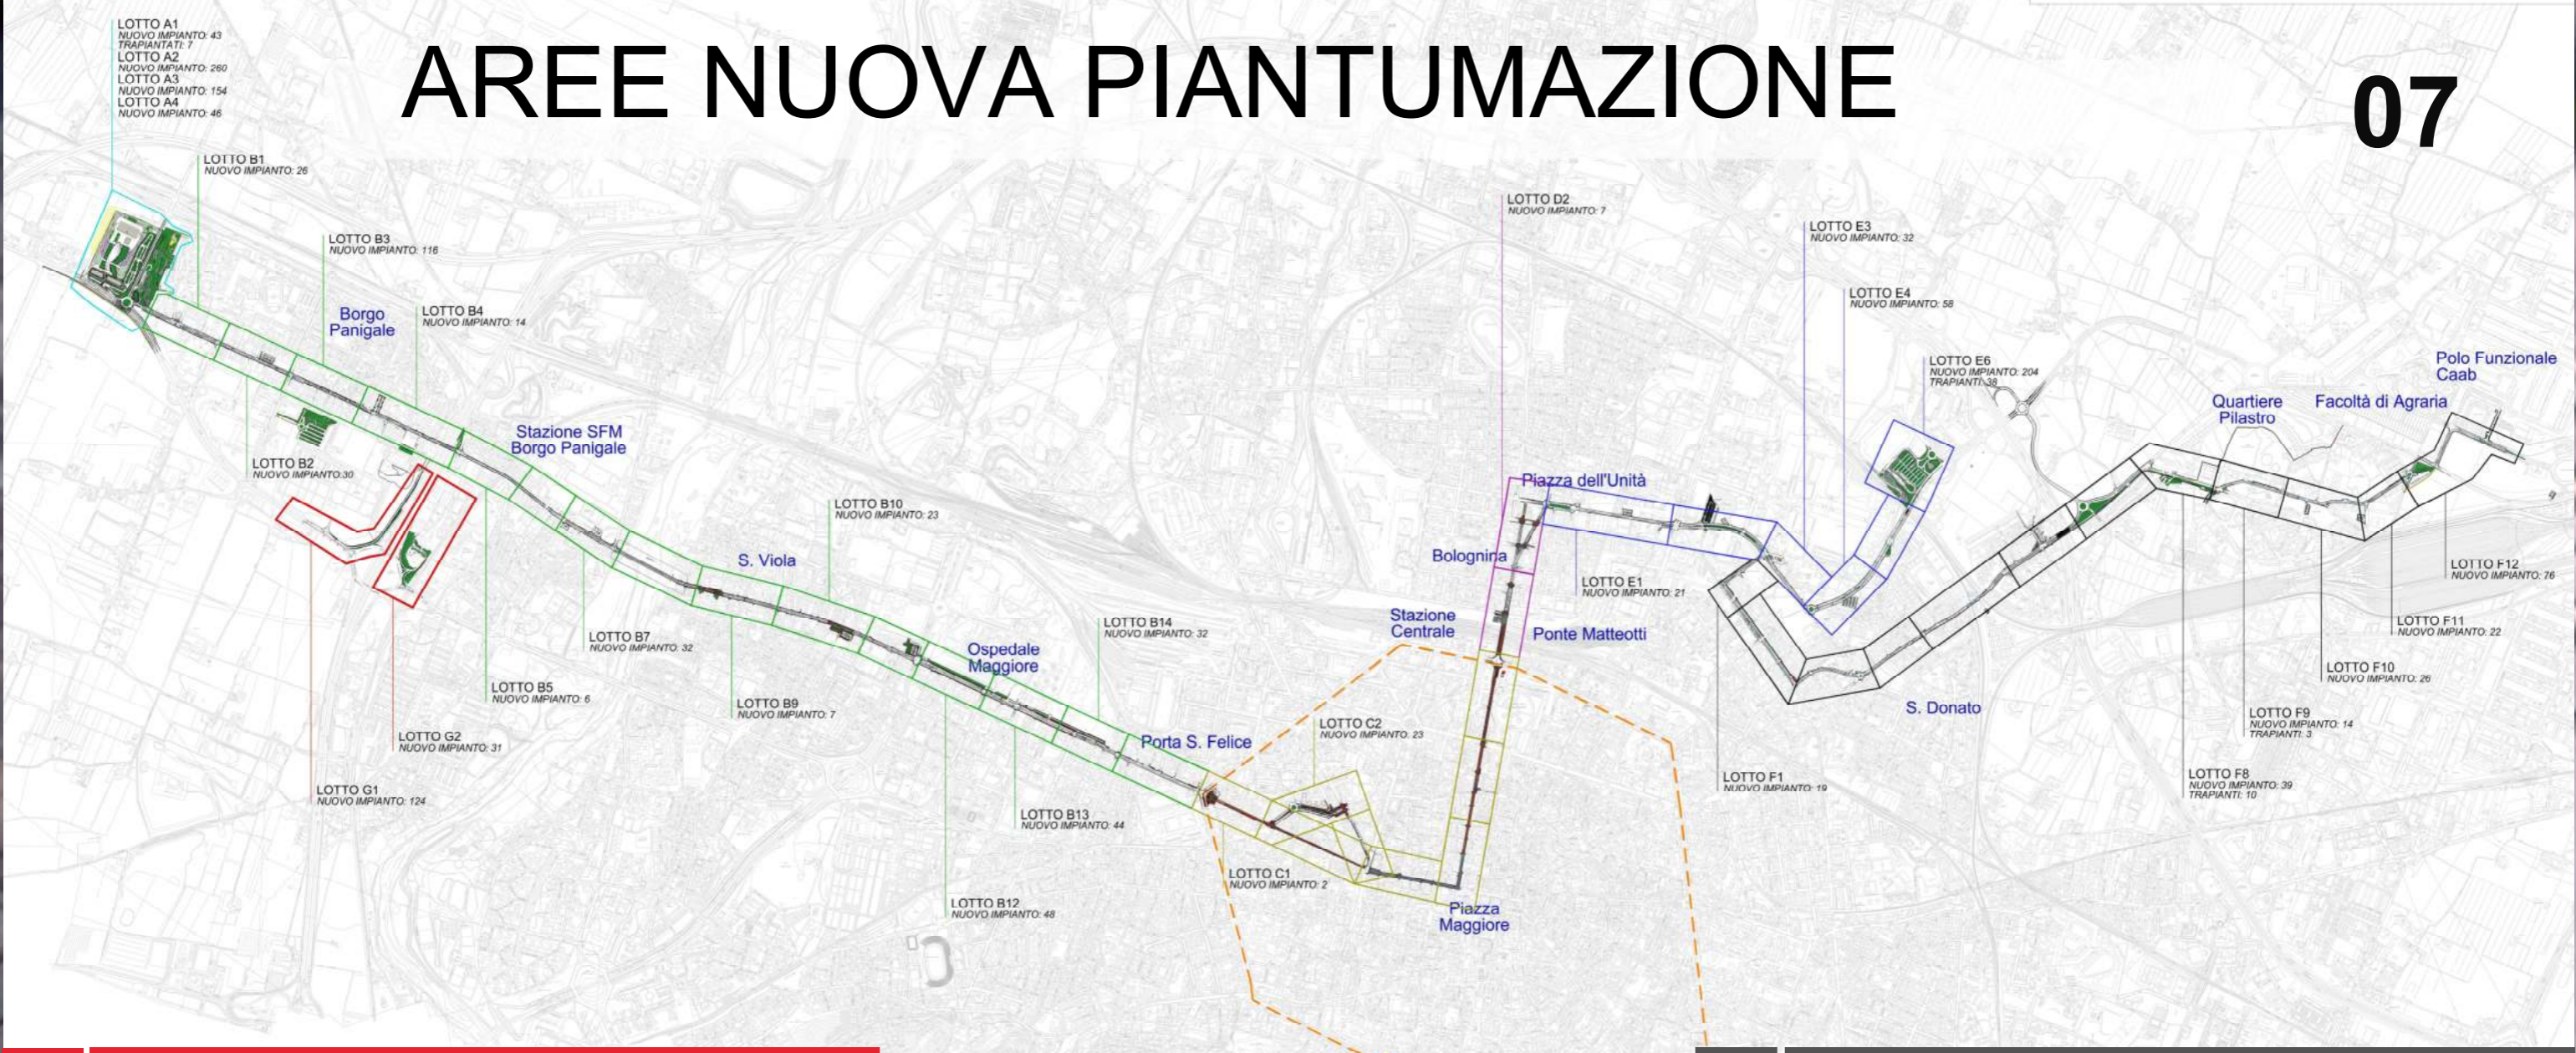 AREE NUOVA PIANTUMAZIONE
07
LOTTO A1
NUOVO IMPIANTO: 43
TRAPIANTATI: 7
LOTTO A2
NUOVO IMPIANTO: 260
LOTTO A3
NUOVO IMPIANTO: 154
LOTTO A4
NUOVO IMPIANTO: 46
LOTTO B1
NUOVO IMPIANTO: 26
LOTTO B3
NUOVO IMPIANTO: 116
Borgo
Panigale
LOTTO B4
NUOVO IMPIANTO: 14
Stazione SFM
Borgo Panigale
LOTTO B2
NUOVO IMPIANTO:30
LOTTO B10
NUOVO IMPIANTO: 23
S. Viola
LOTTO B7
NUOVO IMPIANTO: 32
LOTTO B5
NUOVO IMPIANTO: 6
LOTTO B9
NUOVO IMPIANTO: 7
LOTTO G2
NUOVO IMPIANTO: 31
LOTTO G1
NUOVO IMPIANTO: 124
Ospedale
Maggiore
LOTTO B14
NUOVO IMPIANTO: 32
Porta S. Felice
LOTTO B13
NUOVO IMPIANTO: 44
LOTTO B12
NUOVO IMPIANTO: 48
LOTTO C2
NUOVO IMPIANTO: 23
LOTTO C1
NUOVO IMPIANTO: 2
Piazza
Maggiore
LOTTO D2
NUOVO IMPIANTO: 7
Piazza dell'Unità
Bolognina
Stazione
Centrale
Ponte Matteotti
LOTTO E1
NUOVO IMPIANTO: 21
LOTTO E3
NUOVO IMPIANTO: 32
LOTTO E4
NUOVO IMPIANTO: 58
LOTTO E6
NUOVO IMPIANTO: 204
TRAPIANTI: 38
Quartiere
Pilastro
Facoltà di Agraria
Polo Funzionale
Caab
LOTTO F12
NUOVO IMPIANTO: 76
LOTTO F11
NUOVO IMPIANTO: 22
LOTTO F10
NUOVO IMPIANTO: 26
S. Donato
LOTTO F9
NUOVO IMPIANTO: 14
TRAPIANTI: 3
LOTTO F8
NUOVO IMPIANTO: 39
TRAPIANTI: 10
LOTTO F1
NUOVO IMPIANTO: 19